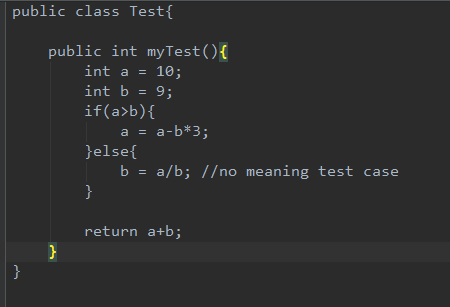 public class Test{
public int myTest(){
int a = 10;
int b = 9;
if(a>b){
a = a-b*3;
}else{
b = a/b; //no meaning test case
}
return a+b;
}
}